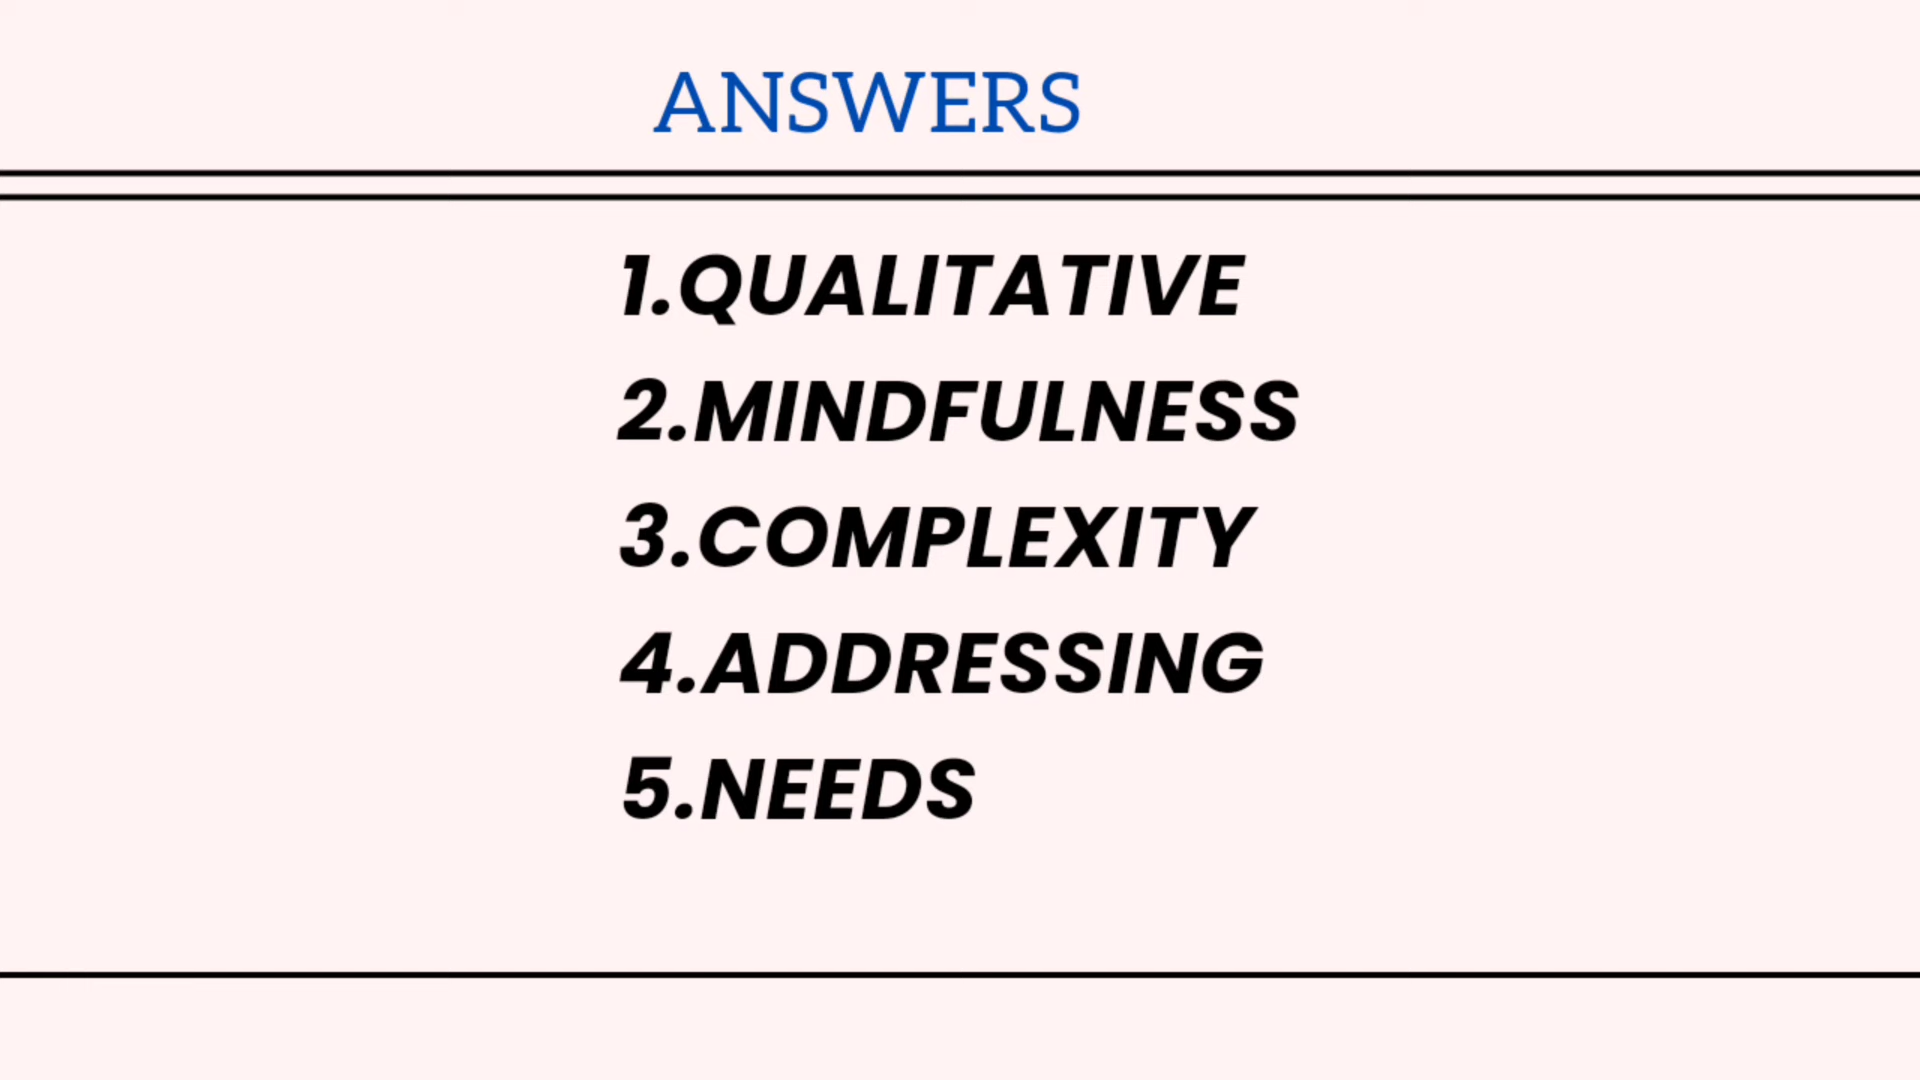 ANSWERS
1.QUALITATIVE
2.MINDFULNESS
3.COMPLEXITY
4.ADDRESSING
5.NEEDS